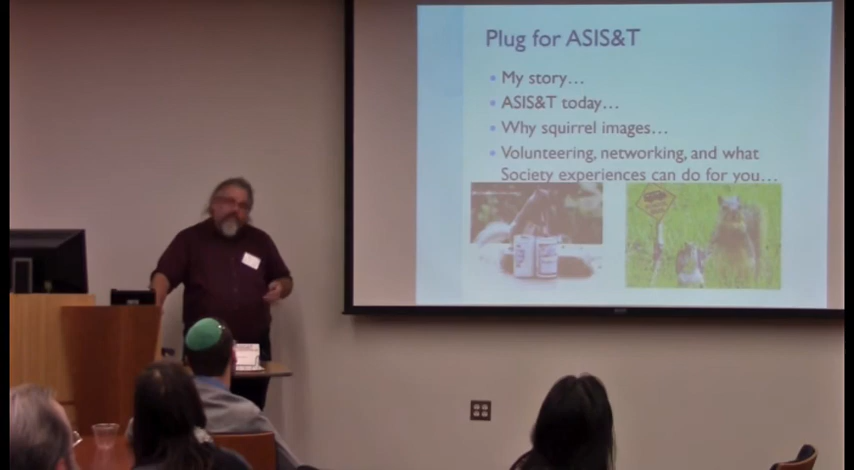 Plug for ASIS&T
• My story…
• ASIS&T today…
• Why squirrel images…
• Volunteering, networking, and what
Society experiences can do for you…